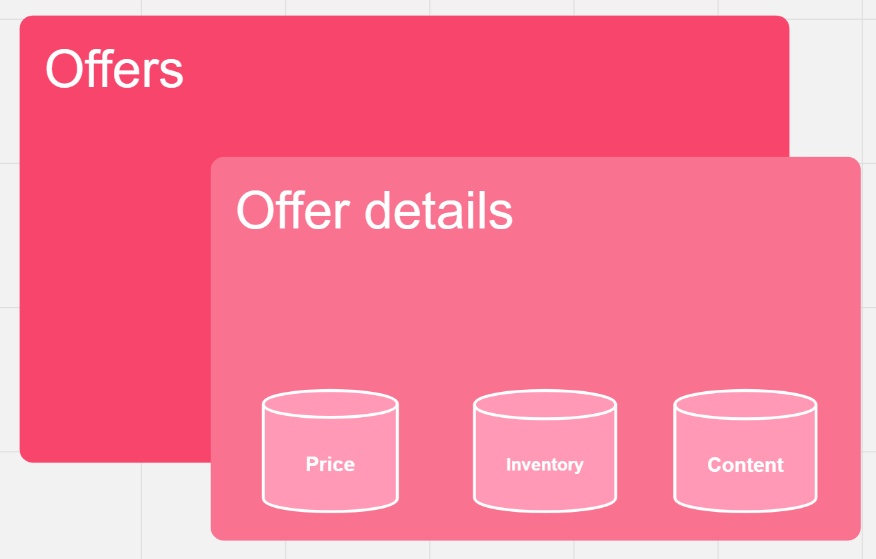 Offers
Offer details
Price
Inventory
Content